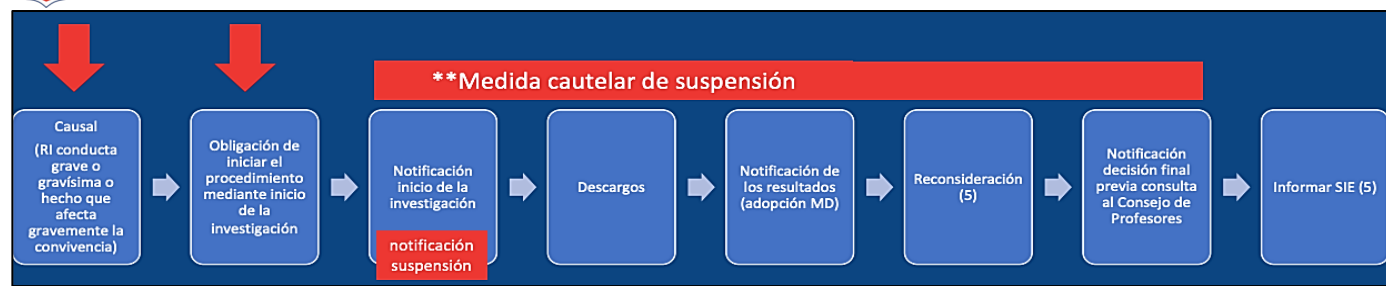 **Medida cautelar de suspensión
Causal
(RI conducta
grave o
gravísima o
hecho que
afecta
gravemente la
convivencia)
Obligación de
iniciar el
procedimiento
mediante inicio
de la
investigación
Notificación
inicio de la
investigación
notificación
suspensión
Descargos
Notificación de
los resultados
(adopción MD)
Reconsideración
(5)
Notificación
decisión final
previa consulta
al Consejo de
Profesores
Informar SIE (5)